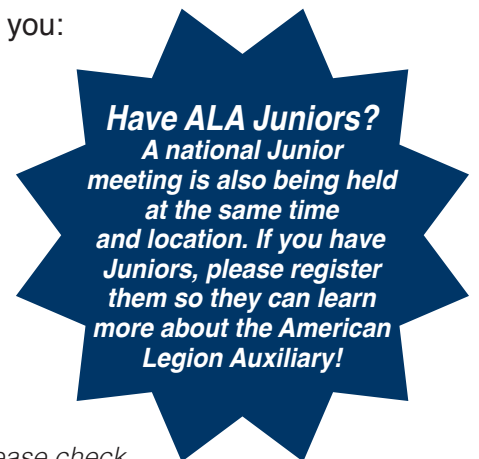 you:
Have ALA Juniors?
A national Junior
meeting is also being held
at the same time
and location. If you have
Juniors, please register
them so they can learn
more about the American
Legion Auxiliary!
check